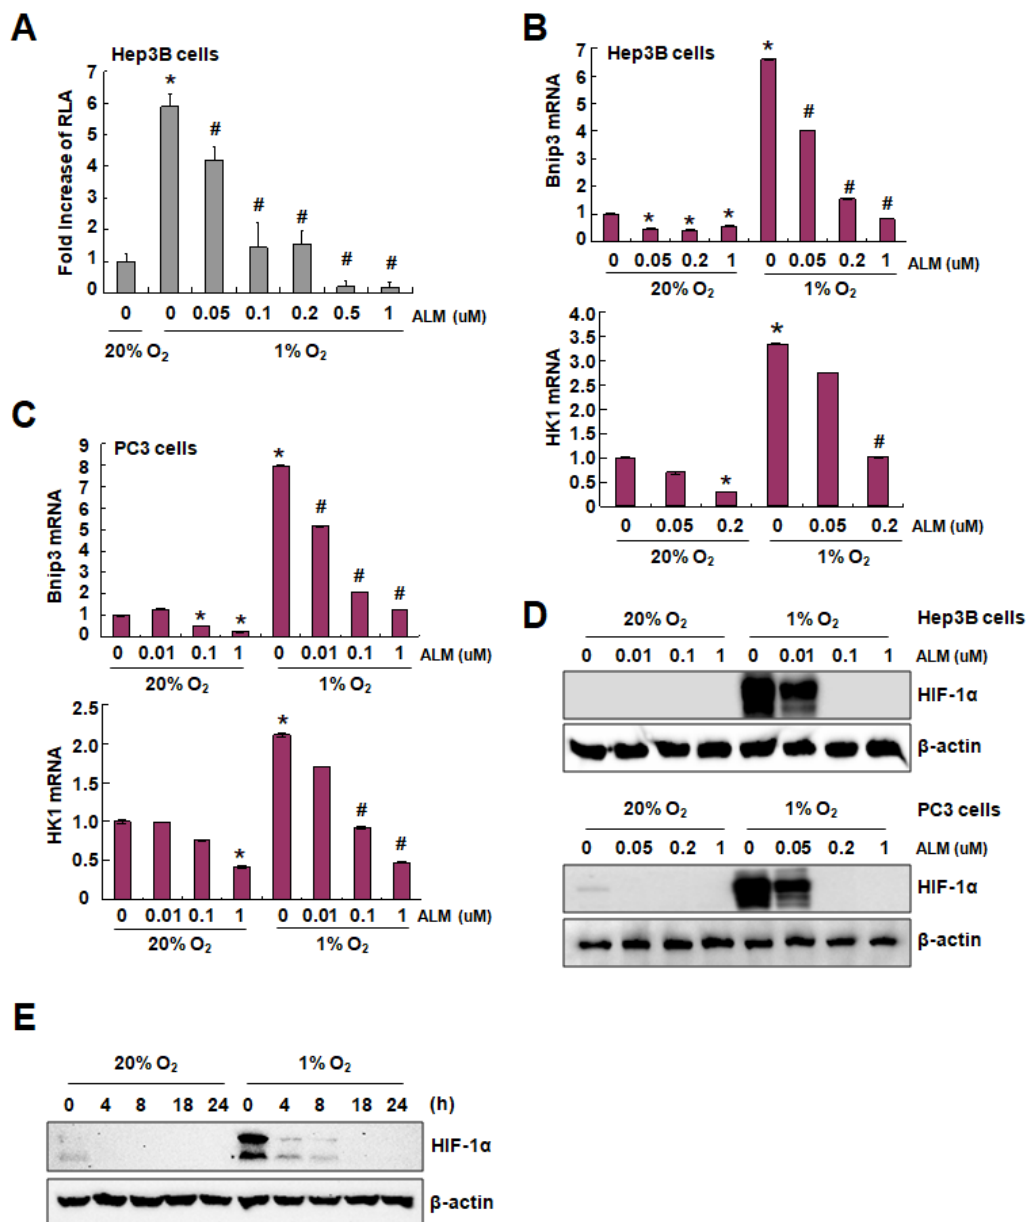 A
Hep3B cells
Fold Increase of RLA
7
6
5
4
3
2
1
0
* # # # # #
0 0 0.05 0.1 0.2 0.5 1 ALM (uM)
20% O2 1% O2
B
Hep3B cells
Bnip3 mRNA
7
6
5
4
3
2
1
0
* * * * # # #
0 0.05 0.2 1 0 0.05 0.2 1 ALM (uM)
20% O2 1% O2
HK1 mRNA
4.0
3.5
3.0
2.5
2.0
1.5
1.0
0.5
0
* * #
0 0.05 0.2 0 0.05 0.2 ALM (uM)
20% O2 1% O2
C
PC3 cells
Bnip3 mRNA
9
8
7
6
5
4
3
2
1
0
* * * # # #
0 0.01 0.1 1 0 0.01 0.1 1 ALM (uM)
20% O2 1% O2
HK1 mRNA
2.5
2.0
1.5
1.0
0.5
0
* * # #
0 0.01 0.1 1 0 0.01 0.1 1 ALM (uM)
20% O2 1% O2
D
20% O2 1% O2 Hep3B cells
0 0.01 0.1 1 0 0.01 0.1 1 ALM (uM)
HIF-1α
β-actin
20% O2 1% O2 PC3 cells
0 0.05 0.2 1 0 0.05 0.2 1 ALM (uM)
HIF-1α
β-actin
E
20% O2 1% O2
0 4 8 18 24 0 4 8 18 24 (h)
HIF-1α
β-actin